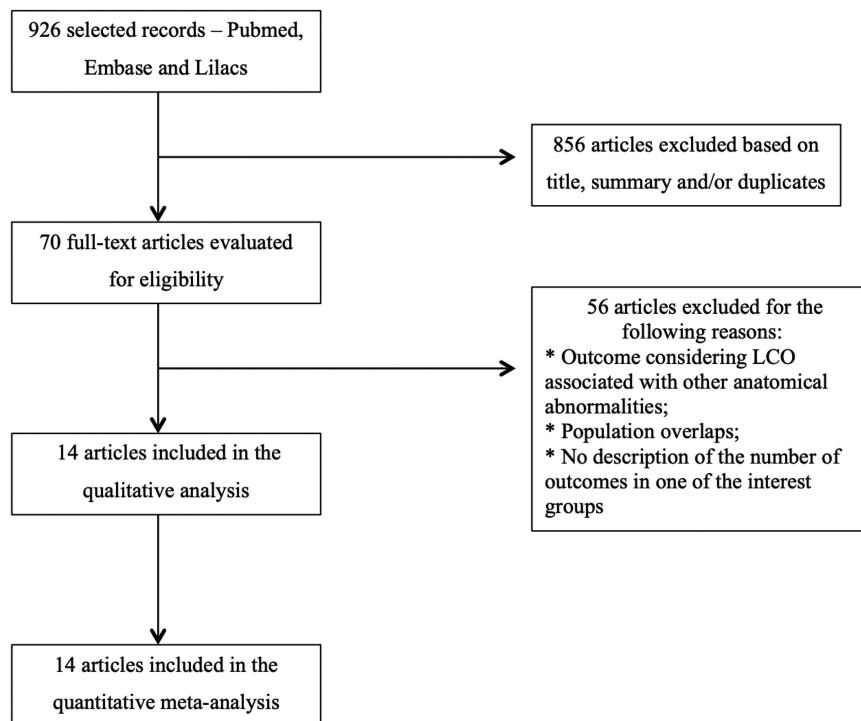 926 selected records – Pubmed,
Embase and Lilacs
856 articles excluded based on
title, summary and/or duplicates
70 full-text articles evaluated
for eligibility
56 articles excluded for the
following reasons:
* Outcome considering LCO
associated with other anatomical
abnormalities;
* Population overlaps;
* No description of the number of
outcomes in one of the interest
groups
14 articles included in the
qualitative analysis
14 articles included in the
quantitative meta-analysis